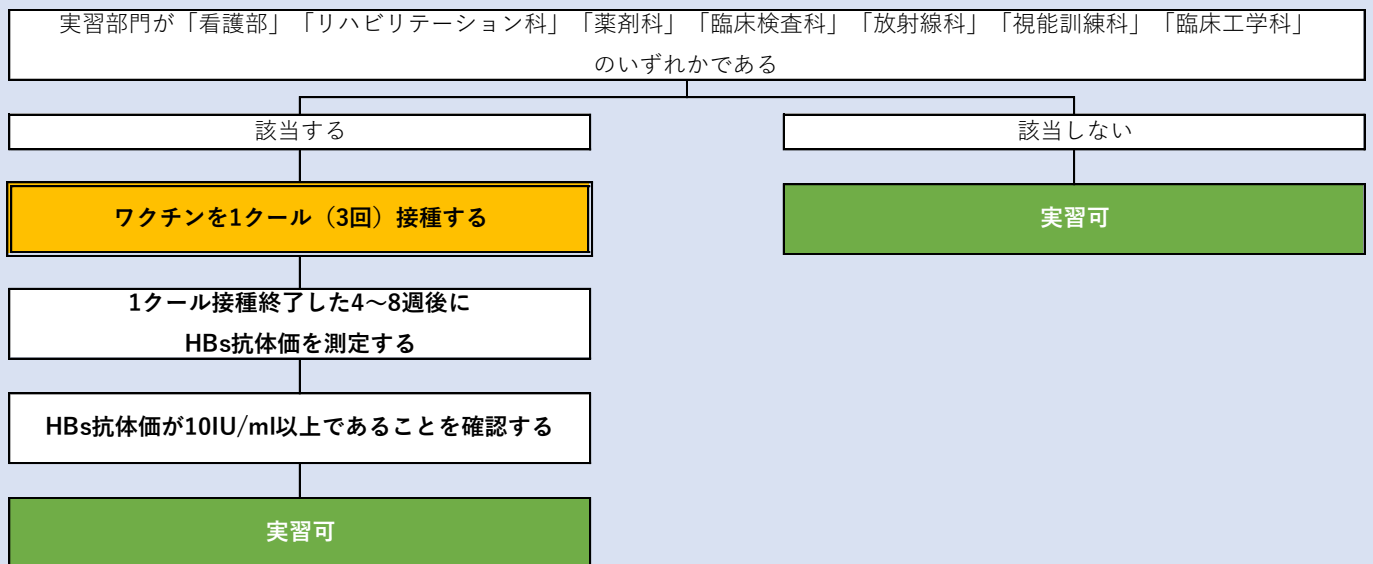 実習部門が「看護部」「リハビリテーション科」「薬剤科」「臨床検査科」「放射線科」「視能訓練科」「臨床工学科」
のいずれかである
該当する
該当しない
ワクチンを1クール（3回）接種する
実習可
1クール接種終了した4～8週後に
HBs抗体価を測定する
HBs抗体価が10IU/ml以上であることを確認する
実習可